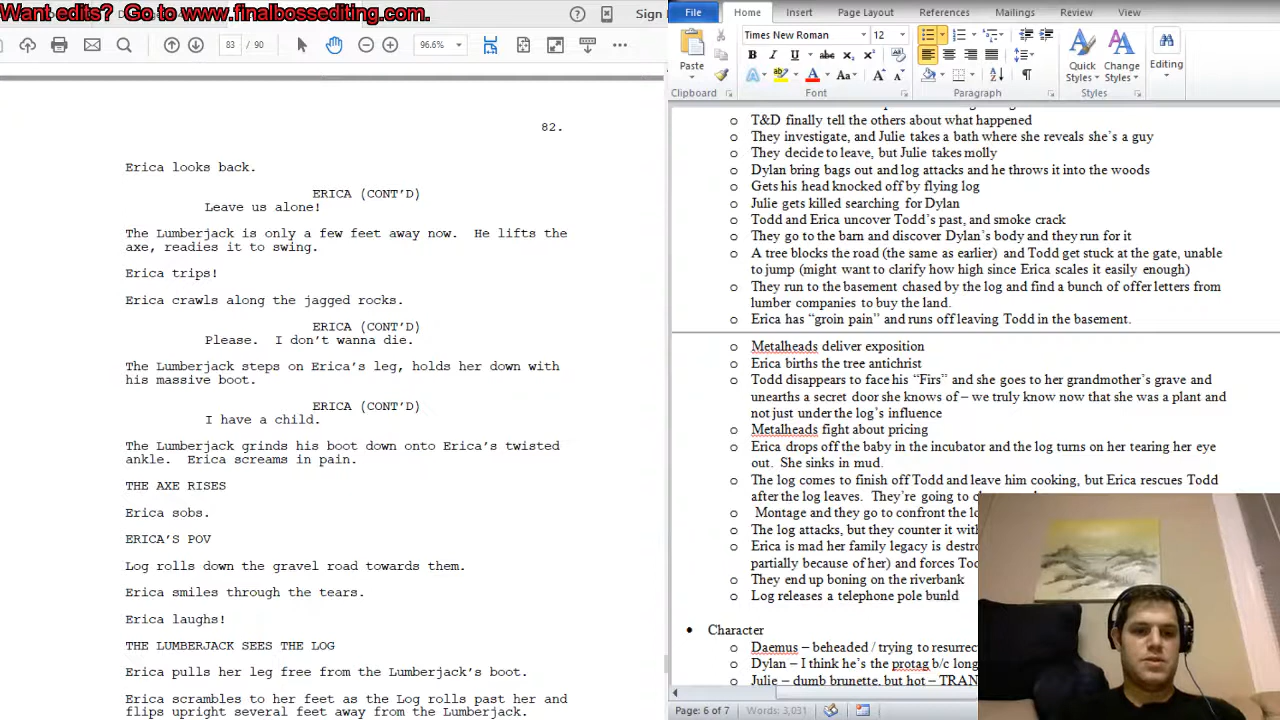 Want edits?  Go to www.finalbossediting.com.
Sign
96.6%
82.
Erica looks back.
ERICA (CONT'D)
Leave us alone!
The Lumberjack is only a few feet away now.  He lifts the
axe, readies it to swing.
Erica trips!
Erica crawls along the jagged rocks.
ERICA (CONT'D)
Please.  I don't wanna die.
The Lumberjack steps on Erica's leg, holds her down with
his massive boot.
ERICA (CONT'D)
I have a child.
The Lumberjack grinds his boot down onto Erica's twisted
ankle.  Erica screams in pain.
THE AXE RISES
Erica sobs.
ERICA'S POV
Log rolls down the gravel road towards them.
Erica smiles through the tears.
Erica laughs!
THE LUMBERJACK SEES THE LOG
Erica pulls her leg free from the Lumberjack's boot.
Erica scrambles to her feet as the Log rolls past her and
flips upright several feet away from the Lumberjack.
File Home Insert Page Layout References Mailings Review View
Times New Roman 12
Paste
Quick Styles
Change Styles
Editing
Clipboard Font Paragraph Styles
o T&D finally tell the others about what happened
o They investigate, and Julie takes a bath where she reveals she's a guy
o They decide to leave, but Julie takes molly
o Dylan bring bags out and log attacks and he throws it into the woods
o Gets his head knocked off by flying log
o Julie gets killed searching for Dylan
o Todd and Erica uncover Todd's past, and smoke crack
o They go to the barn and discover Dylan's body and they run for it
o A tree blocks the road (the same as earlier) and Todd get stuck at the gate, unable
to jump (might want to clarify how high since Erica scales it easily enough)
o They run to the basement chased by the log and find a bunch of offer letters from
lumber companies to buy the land.
o Erica has "groin pain" and runs off leaving Todd in the basement.
o Metalheads deliver exposition
o Erica births the tree antichrist
o Todd disappears to face his "Firs" and she goes to her grandmother's grave and
unearths a secret door she knows of – we truly know now that she was a plant and
not just under the log's influence
o Metalheads fight about pricing
o Erica drops off the baby in the incubator and the log turns on her tearing her eye
out.  She sinks in mud.
o The log comes to finish off Todd and leave him cooking, but Erica rescues Todd
after the log leaves.  They're going to
o Montage and they go to confront the lo
o The log attacks, but they counter it with
o Erica is mad her family legacy is destro
partially because of her) and forces Tod
o They end up boning on the riverbank
o Log releases a telephone pole bunld
• Character
o Daemus – beheaded / trying to resurrec
o Dylan – I think he's the protag b/c long
o Julie – dumb brunette, but hot – TRAN
Page: 6 of 7 Words: 3,031